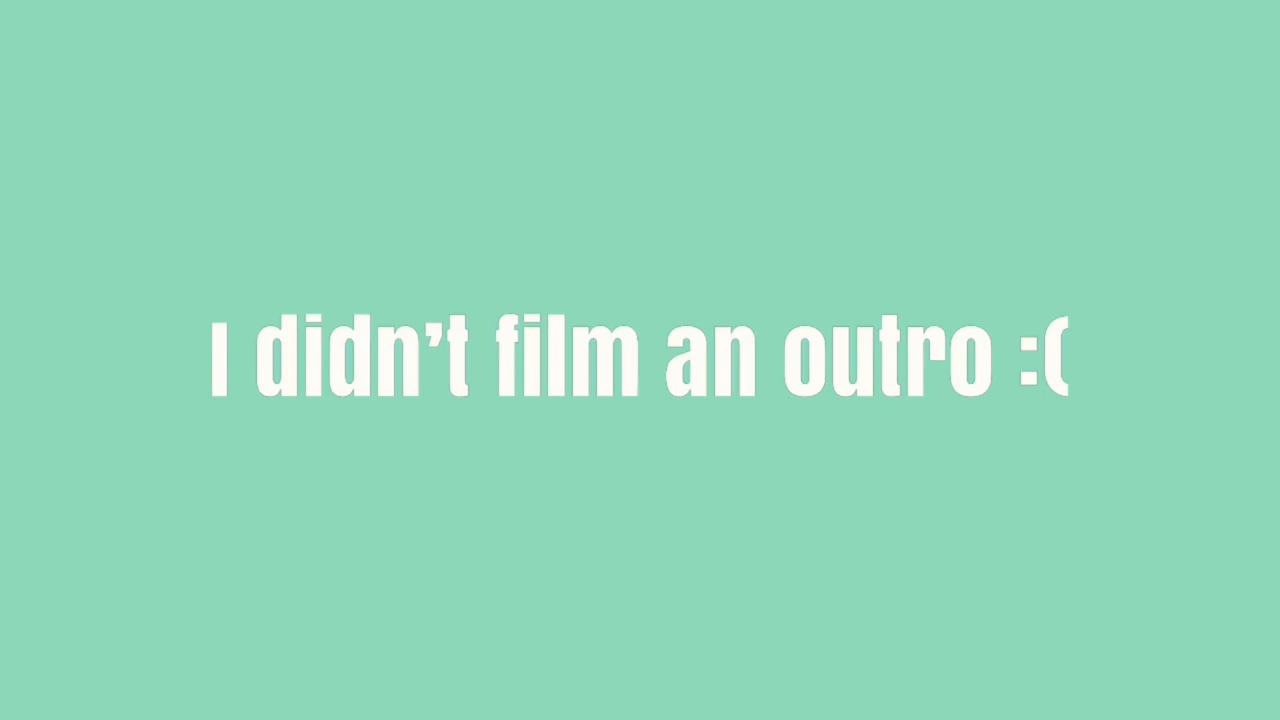 I didn’t film an outro :(